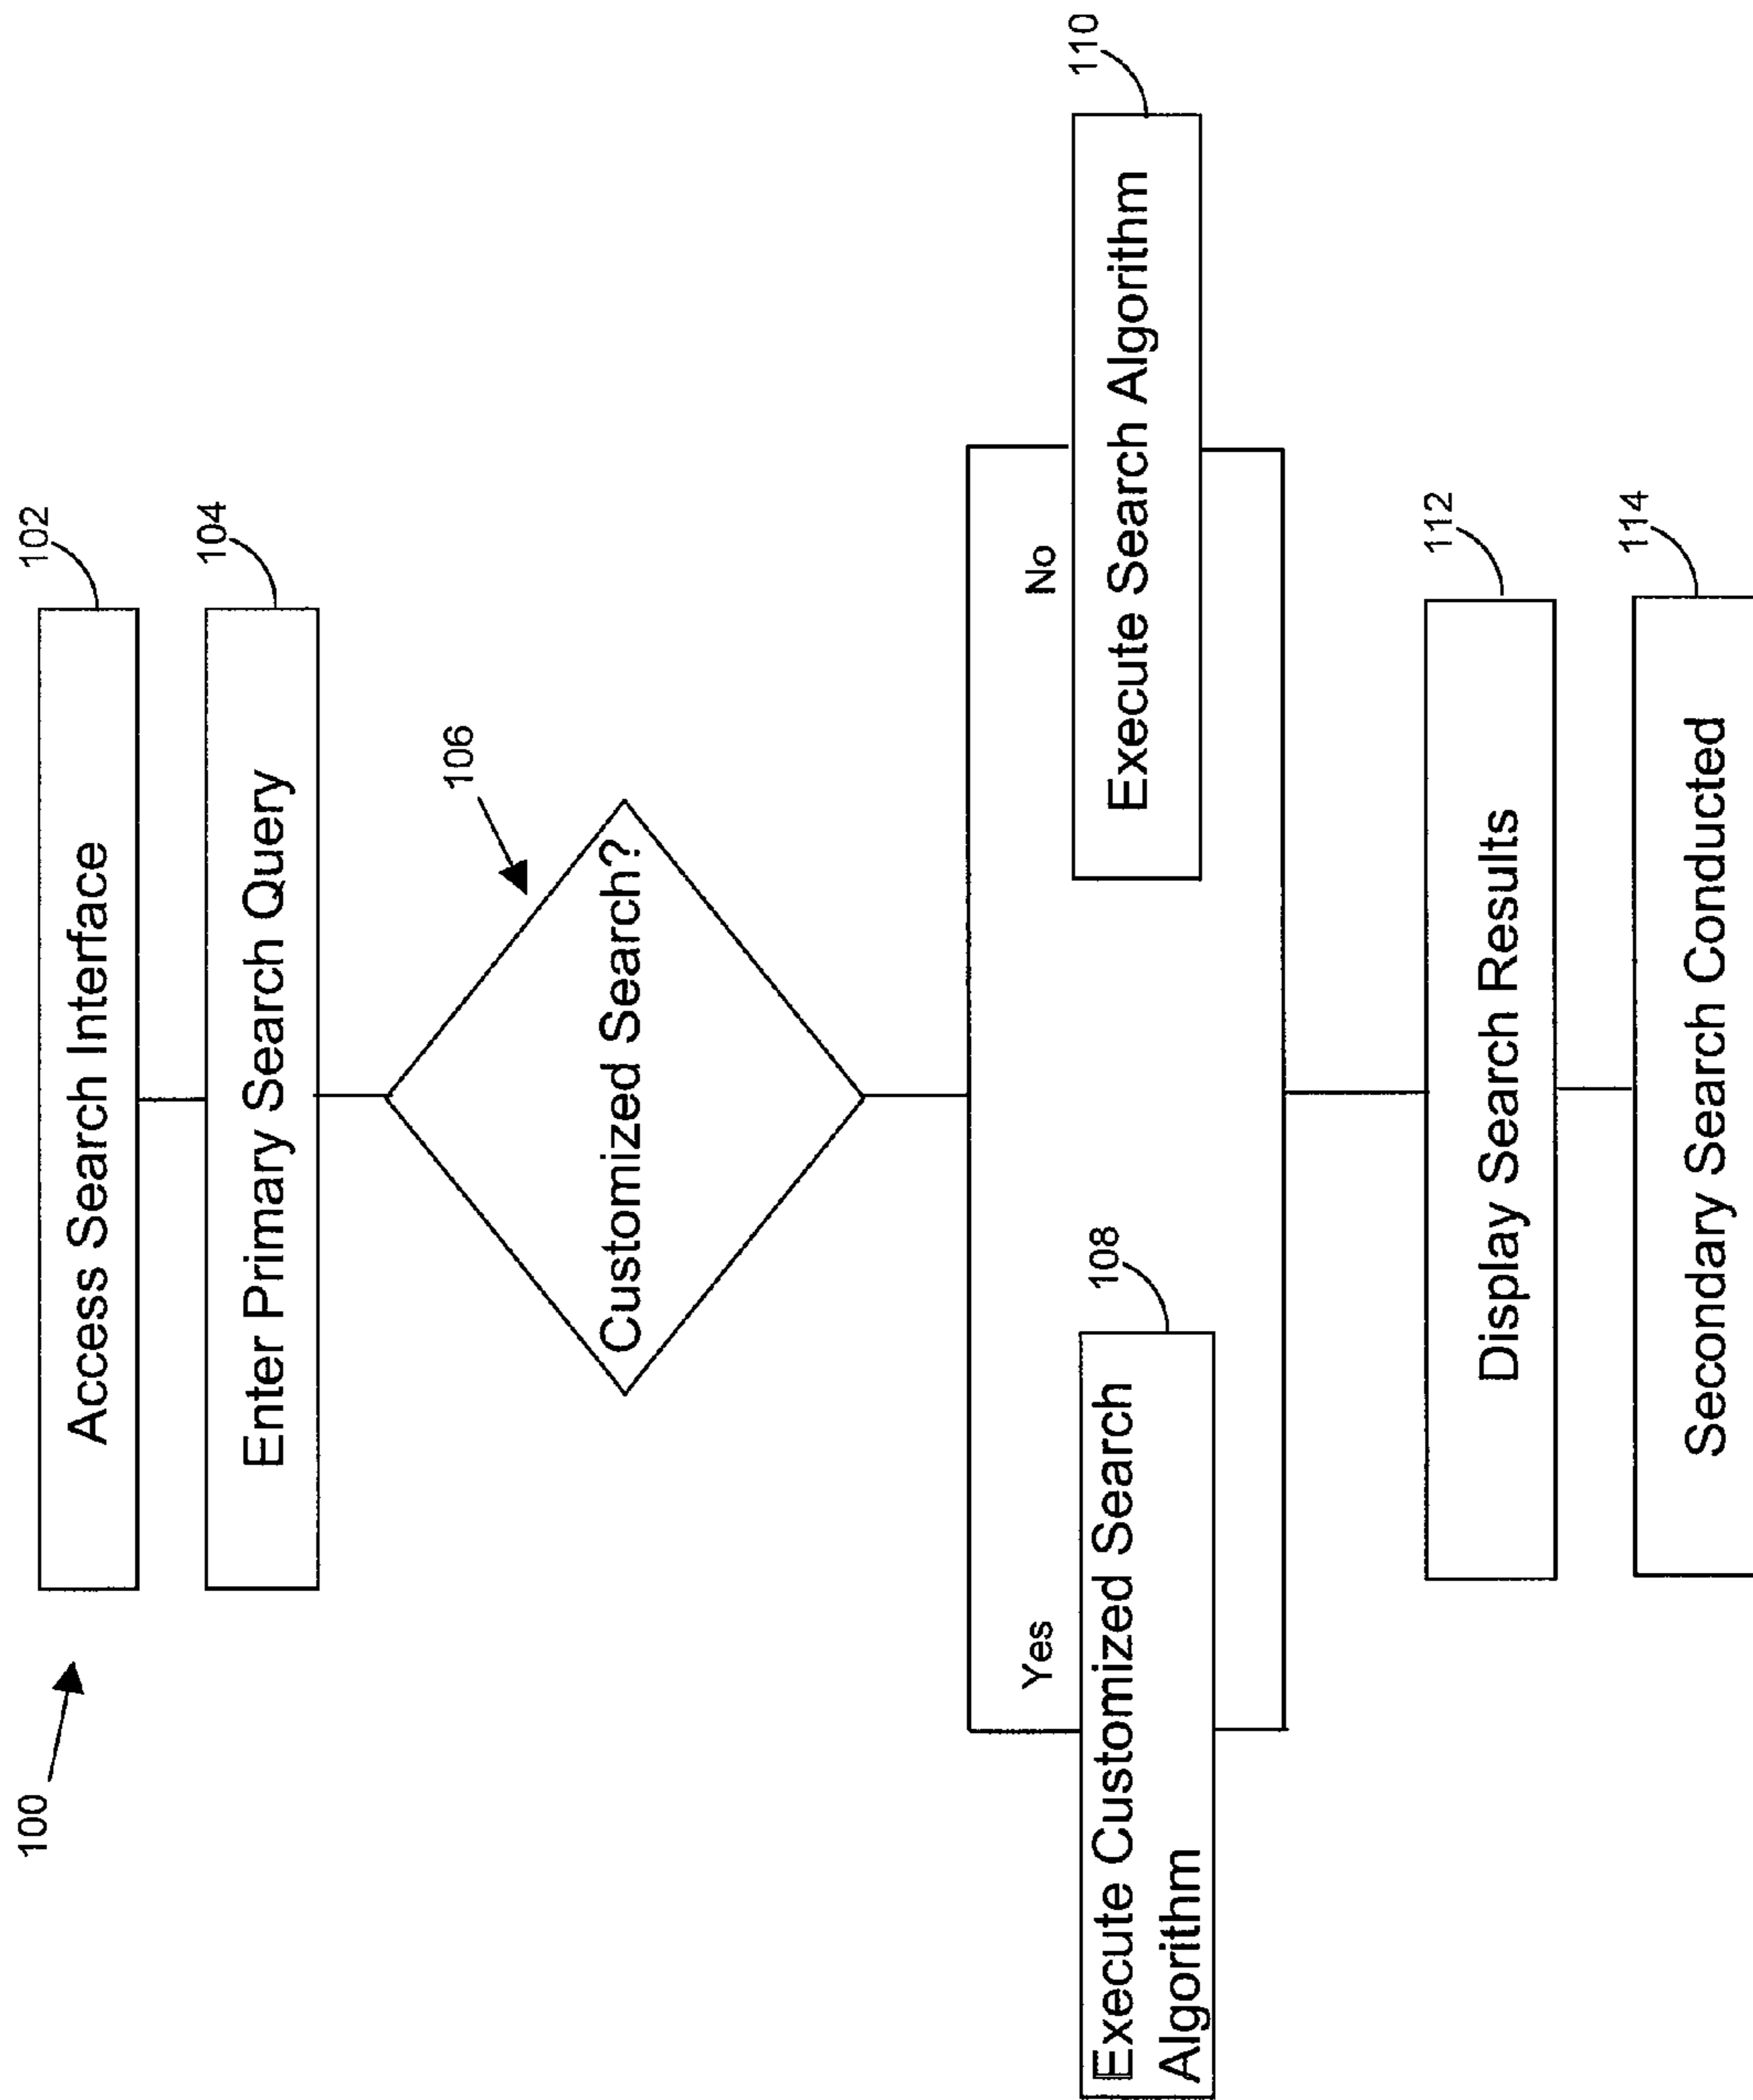 100
Access Search Interface
102
Enter Primary Search Query
104
Customized Search?
106
Yes
No
Execute Customized Search
Algorithm
108
Execute Search Algorithm
110
Display Search Results
112
Secondary Search Conducted
114